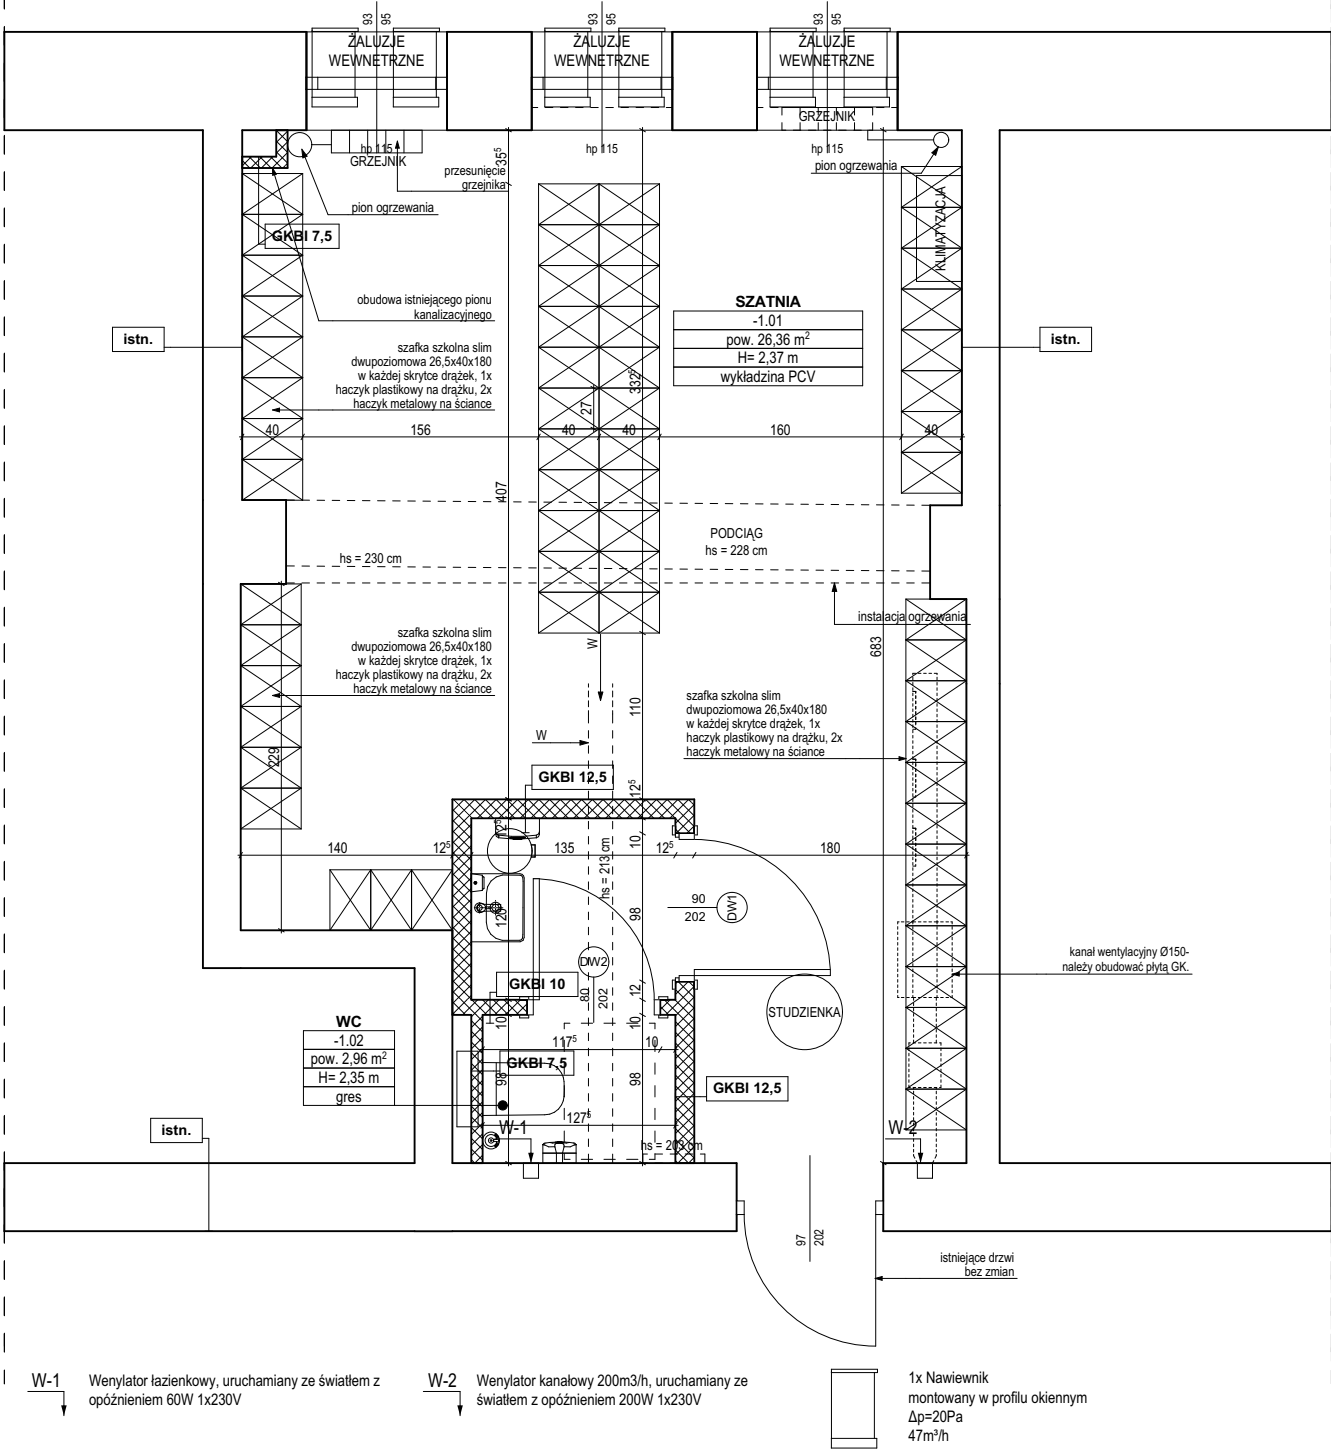 93
95
93
95
93
95
ŻALUZJE
WEWNĘTRZNE
ŻALUZJE
WEWNĘTRZNE
ŻALUZJE
WEWNĘTRZNE
GRZEJNIK
hp 115
GRZEJNIK
hp 115
hp 115
przesunięcie
grzejnika
35⁵
pion ogrzewania
pion ogrzewania
KLIMATYZACJA
GKBI 7,5
obudowa istniejącego pionu
kanalizacyjnego
SZATNIA
-1.01
pow. 26,36 m²
H= 2,37 m
wykładzina PCV
istn.
istn.
szafka szkolna slim
dwupoziomowa 26,5x40x180
w każdej skrytce drążek, 1x
haczyk plastikowy na drążku, 2x
haczyk metalowy na ściance
332⁵
27
40
156
40
40
160
40
407
PODCIĄG
hs = 228 cm
hs = 230 cm
instalacja ogrzewania
683
szafka szkolna slim
dwupoziomowa 26,5x40x180
w każdej skrytce drążek, 1x
haczyk plastikowy na drążku, 2x
haczyk metalowy na ściance
W
szafka szkolna slim
dwupoziomowa 26,5x40x180
w każdej skrytce drążek, 1x
haczyk plastikowy na drążku, 2x
haczyk metalowy na ściance
110
W
229
GKBI 12,5
12⁵
12⁵
10
140
12⁵
135
12⁵
180
hs = 213 cm
120
98
90
202
DW1
DW2
80
202
kanał wentylacyjny Ø150-
należy obudować płytą GK.
GKBI 10
12
STUDZIENKA
10
10
WC
-1.02
pow. 2,96 m²
H= 2,35 m
gres
117⁵
10
GKBI 7,5
98
98
GKBI 12,5
127⁵
W-1
W-2
istn.
hs = 203 cm
97
202
istniejące drzwi
bez zmian
W-1
Wenylator łazienkowy, uruchamiany ze światłem z
opóźnieniem 60W 1x230V
W-2
Wenylator kanałowy 200m3/h, uruchamiany ze
światłem z opóźnieniem 200W 1x230V
1x Nawiewnik
montowany w profilu okiennym
Δp=20Pa
47m³/h